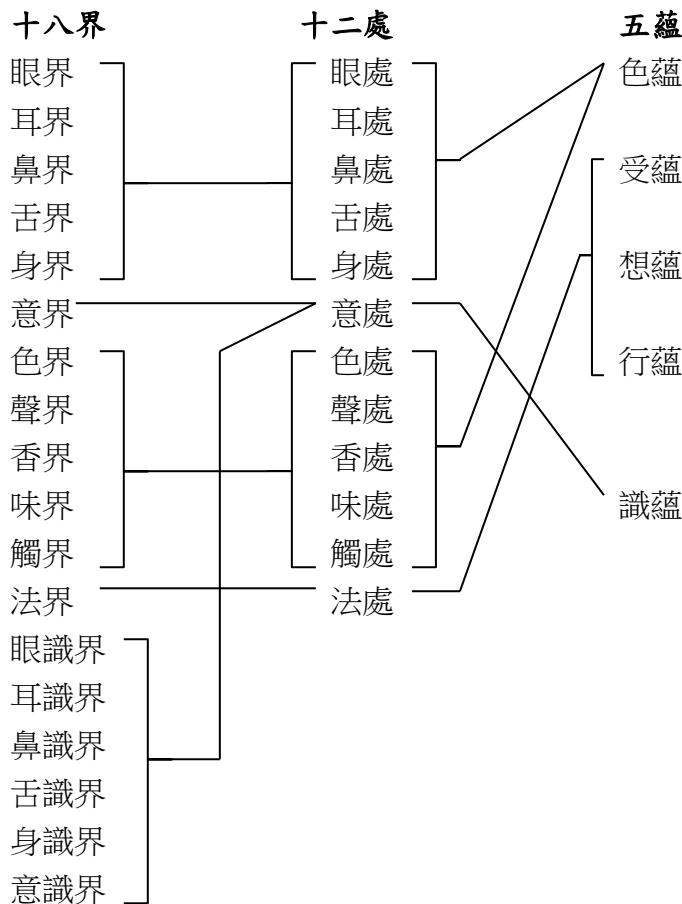 十八界 十二處 五蘊
眼界 眼處 色蘊
耳界 耳處
鼻界 鼻處 受蘊
舌界 舌處
身界 身處 想蘊
意界 意處
色界 色處 行蘊
聲界 聲處
香界 香處
味界 味處 識蘊
觸界 觸處
法界 法處
眼識界
耳識界
鼻識界
舌識界
身識界
意識界